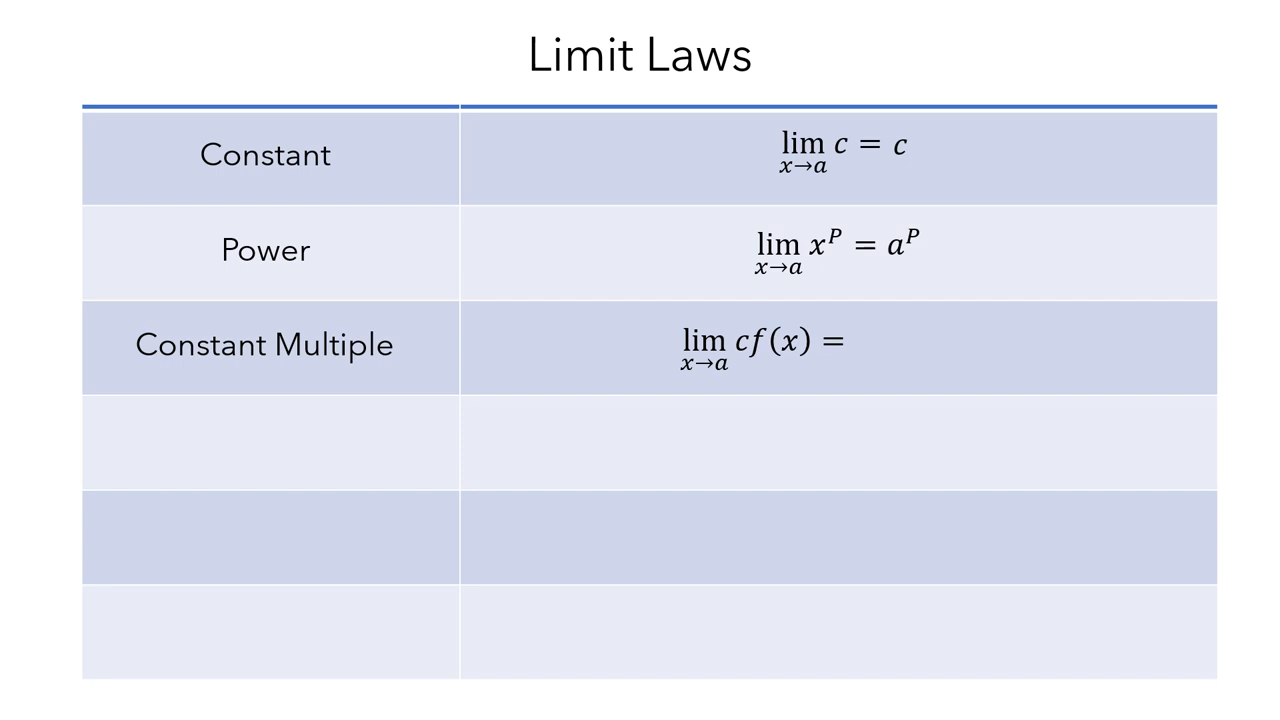 Limit Laws
Constant
lim c = c
x→a
Power
lim x^P = a^P
x→a
Constant Multiple
lim cf(x) =
x→a